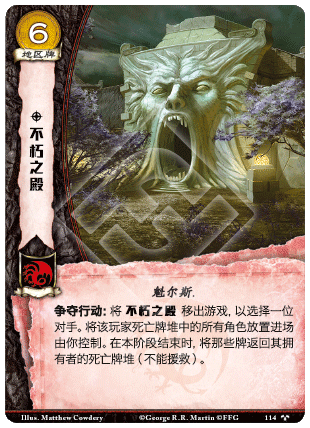 6
地区牌
不朽之殿
魁尔斯.
争夺行动: 将 不朽之殿 移出游戏, 以选择一位
对手。将该玩家死亡牌堆中的所有角色放置进场
由你控制。在本阶段结束时, 将那些牌返回其拥
有者的死亡牌堆（不能援救）。
Illus. Matthew Cowdery ©George R.R. Martin ©FFG 114